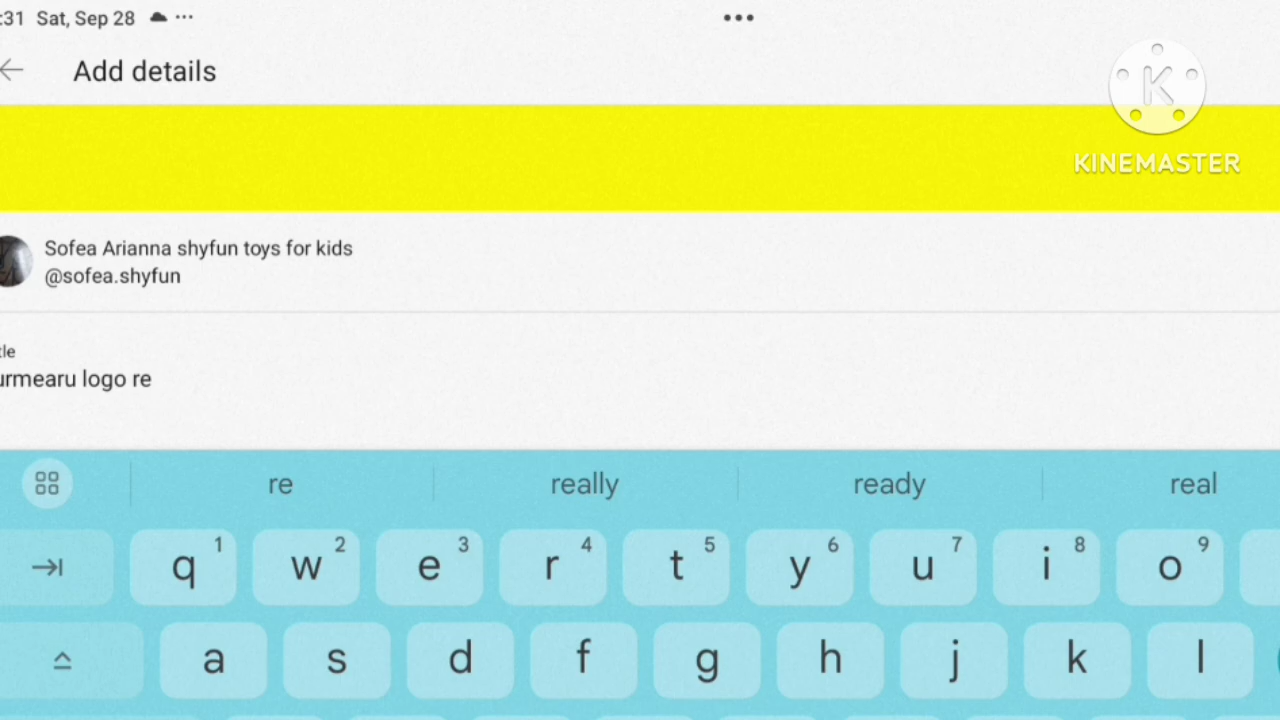 :31 Sat, Sep 28
Add details
K
KINEMASTER
Sofea Arianna shyfun toys for kids
@sofea.shyfun
tle
urmearu logo re
re really ready real
q 1 w 2 e 3 r 4 t 5 y 6 u 7 i 8 o 9
a s d f g h j k l